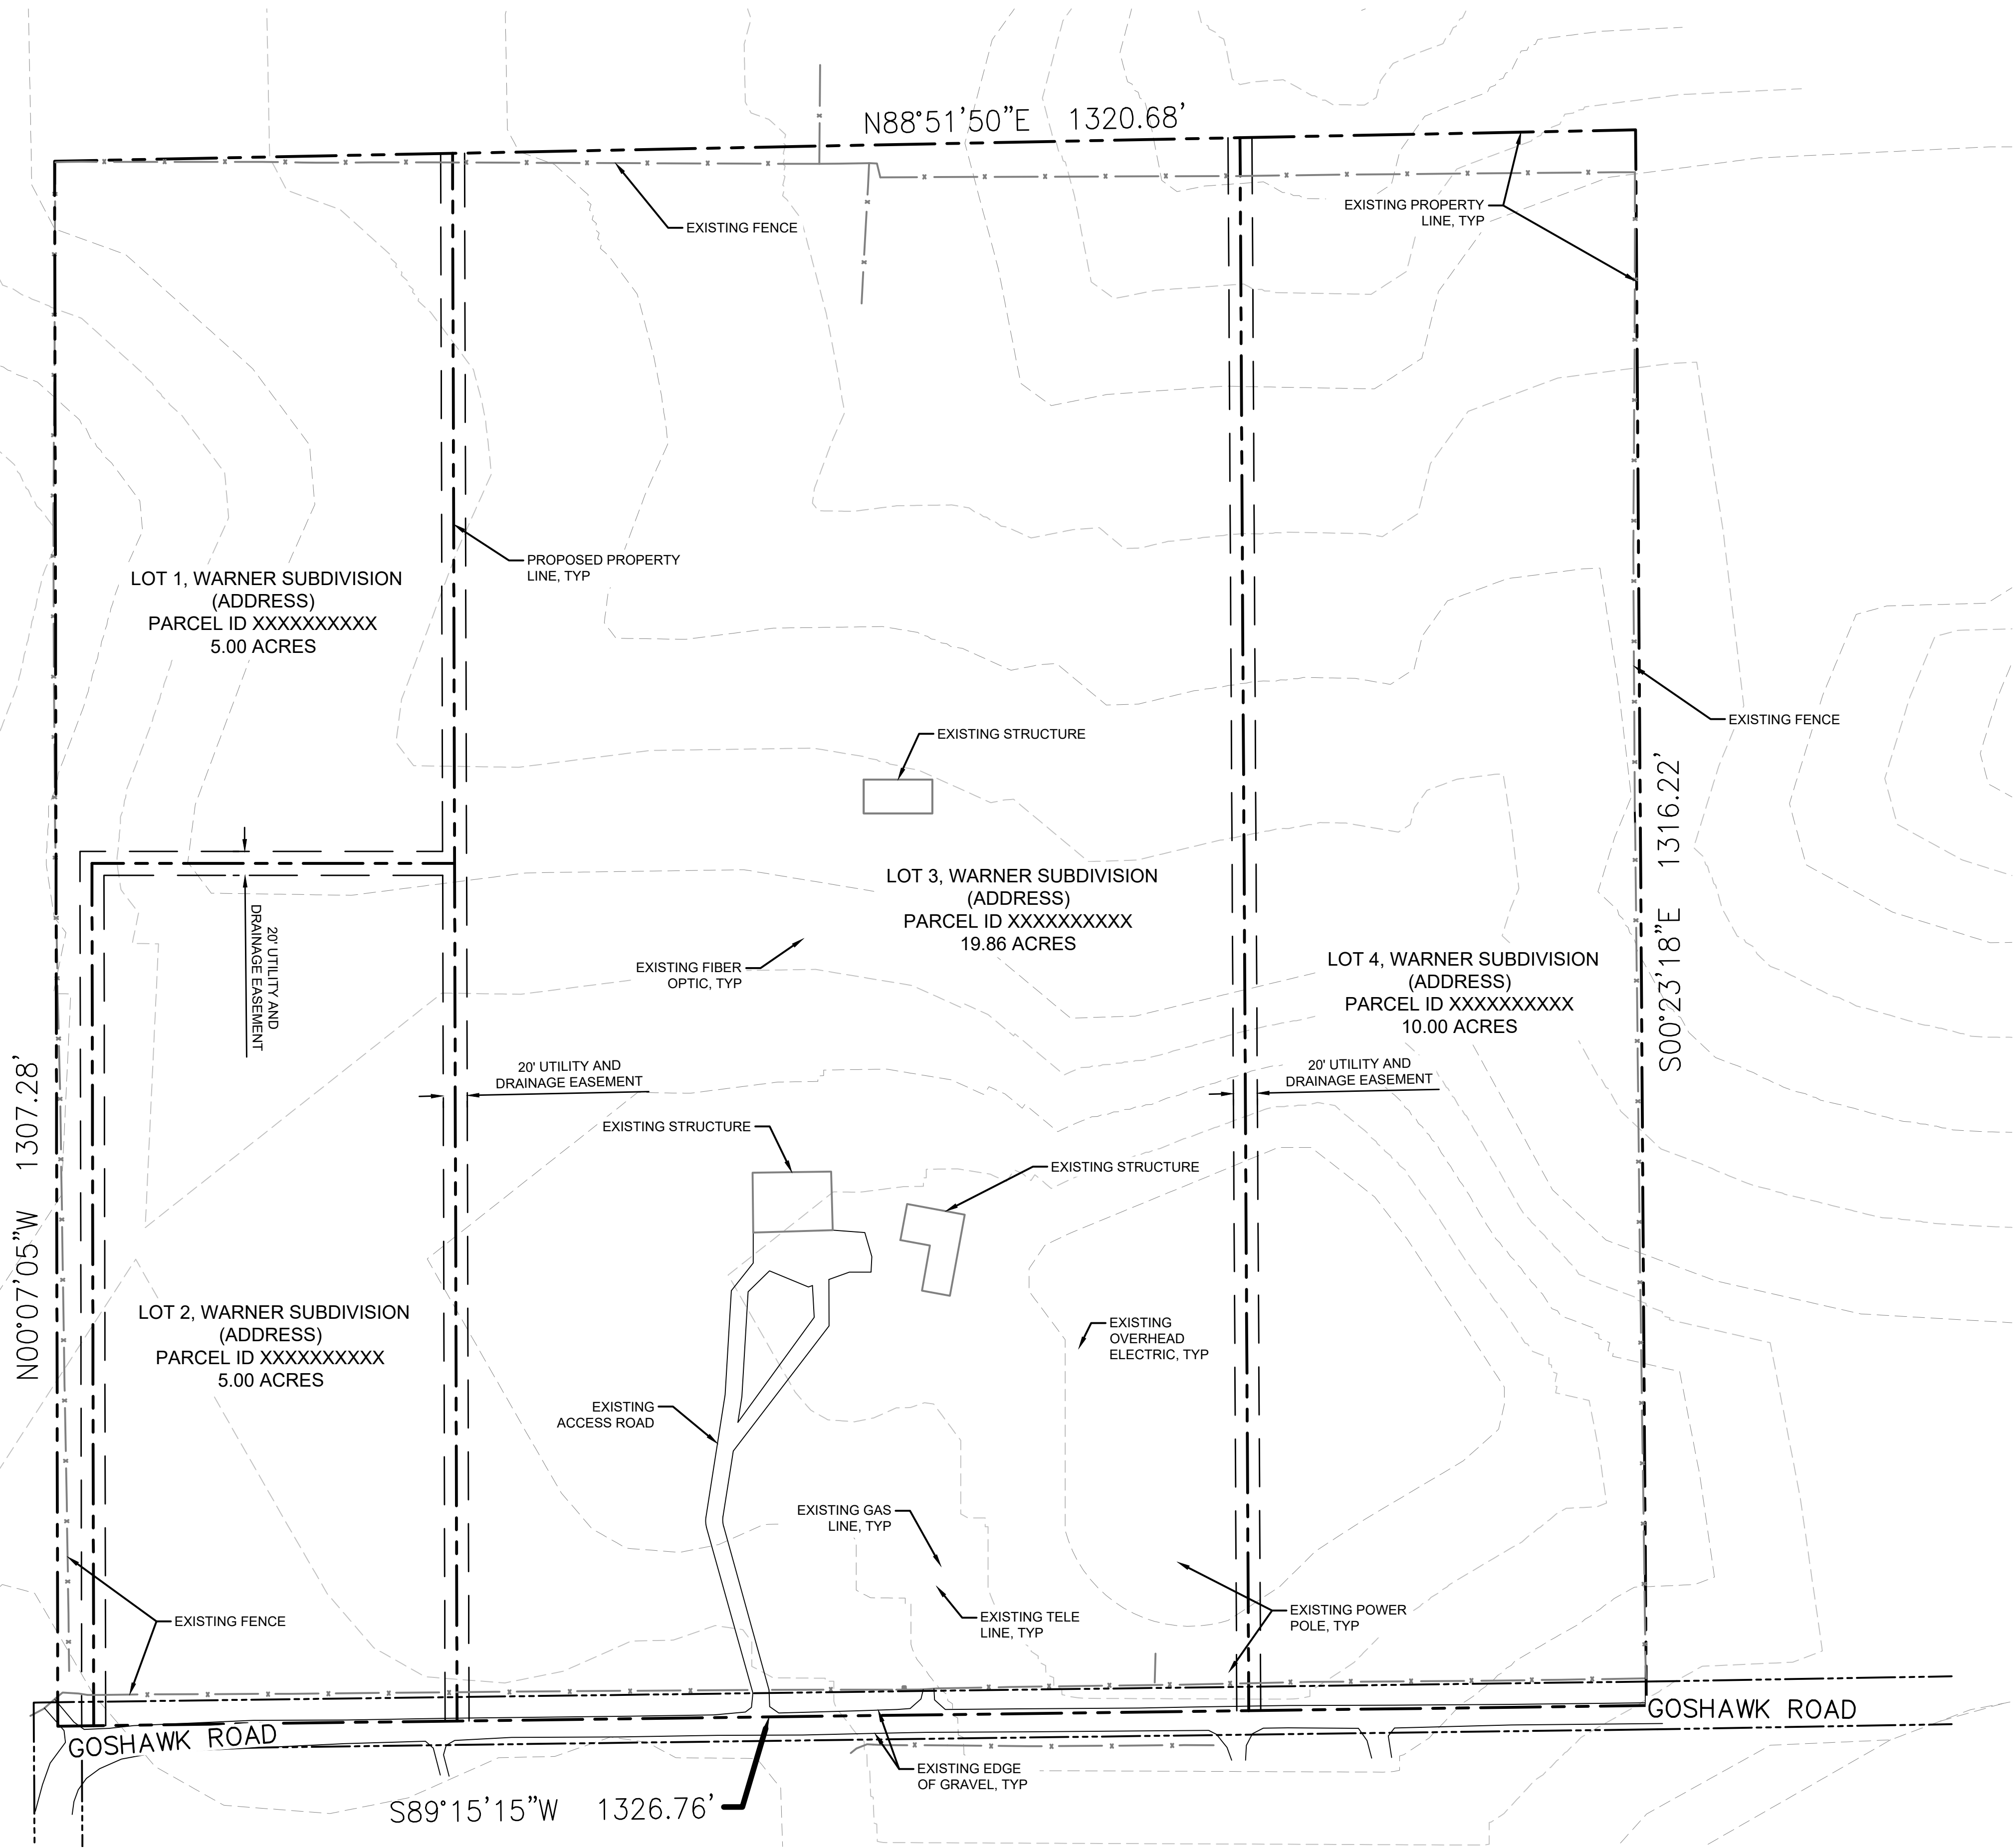 N88°51'50"E 1320.68'
EXISTING PROPERTY
LINE, TYP
EXISTING FENCE
PROPOSED PROPERTY
LINE, TYP
LOT 1, WARNER SUBDIVISION
(ADDRESS)
PARCEL ID XXXXXXXXXX
5.00 ACRES
EXISTING FENCE
EXISTING STRUCTURE
S00°23'18"E 1316.22'
LOT 3, WARNER SUBDIVISION
(ADDRESS)
PARCEL ID XXXXXXXXXX
19.86 ACRES
20' UTILITY AND
DRAINAGE EASEMENT
EXISTING FIBER
OPTIC, TYP
LOT 4, WARNER SUBDIVISION
(ADDRESS)
PARCEL ID XXXXXXXXXX
10.00 ACRES
N00°07'05"W 1307.28'
20' UTILITY AND
DRAINAGE EASEMENT
20' UTILITY AND
DRAINAGE EASEMENT
EXISTING STRUCTURE
EXISTING STRUCTURE
LOT 2, WARNER SUBDIVISION
(ADDRESS)
PARCEL ID XXXXXXXXXX
5.00 ACRES
EXISTING
OVERHEAD
ELECTRIC, TYP
EXISTING
ACCESS ROAD
EXISTING GAS
LINE, TYP
EXISTING FENCE
EXISTING TELE
LINE, TYP
EXISTING POWER
POLE, TYP
GOSHAWK ROAD
GOSHAWK ROAD
EXISTING EDGE
OF GRAVEL, TYP
S89°15'15"W 1326.76'